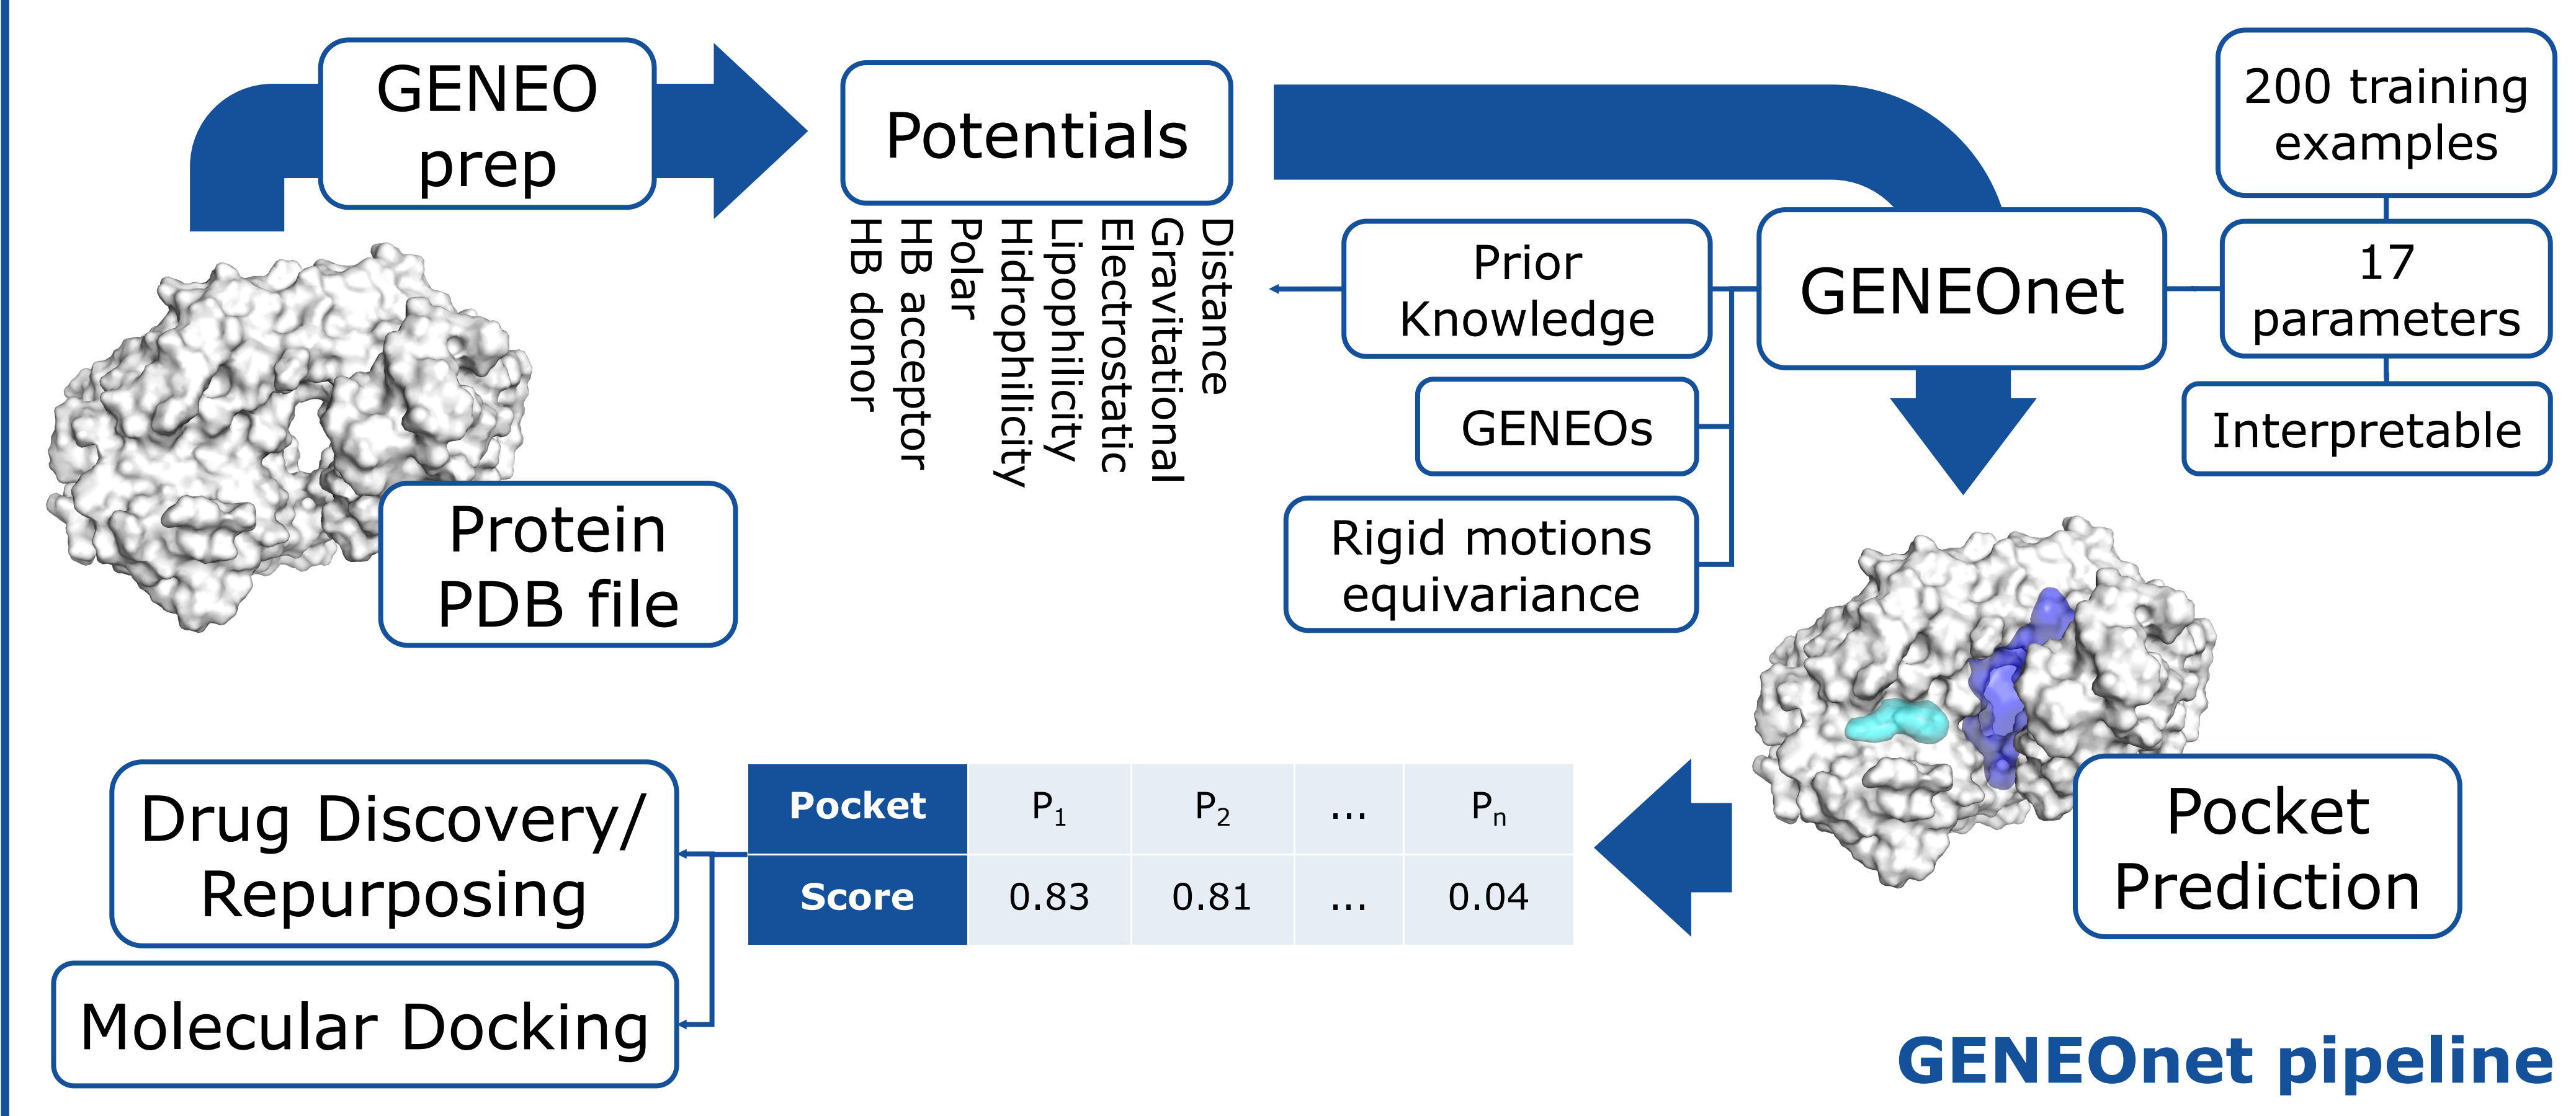 GENEO
prep
Protein
PDB file
Potentials
HB donor
HB acceptor
Polar
Hidrophilicity
Lipophilicity
Electrostatic
Gravitational
Distance
Prior
Knowledge
GENEOs
Rigid motions
equivariance
GENEOnet
200 training
examples
17
parameters
Interpretable
Pocket
Prediction
Pocket P1 P2 ... Pn
Score 0.83 0.81 ... 0.04
Drug Discovery/
Repurposing
Molecular Docking
GENEOnet pipeline